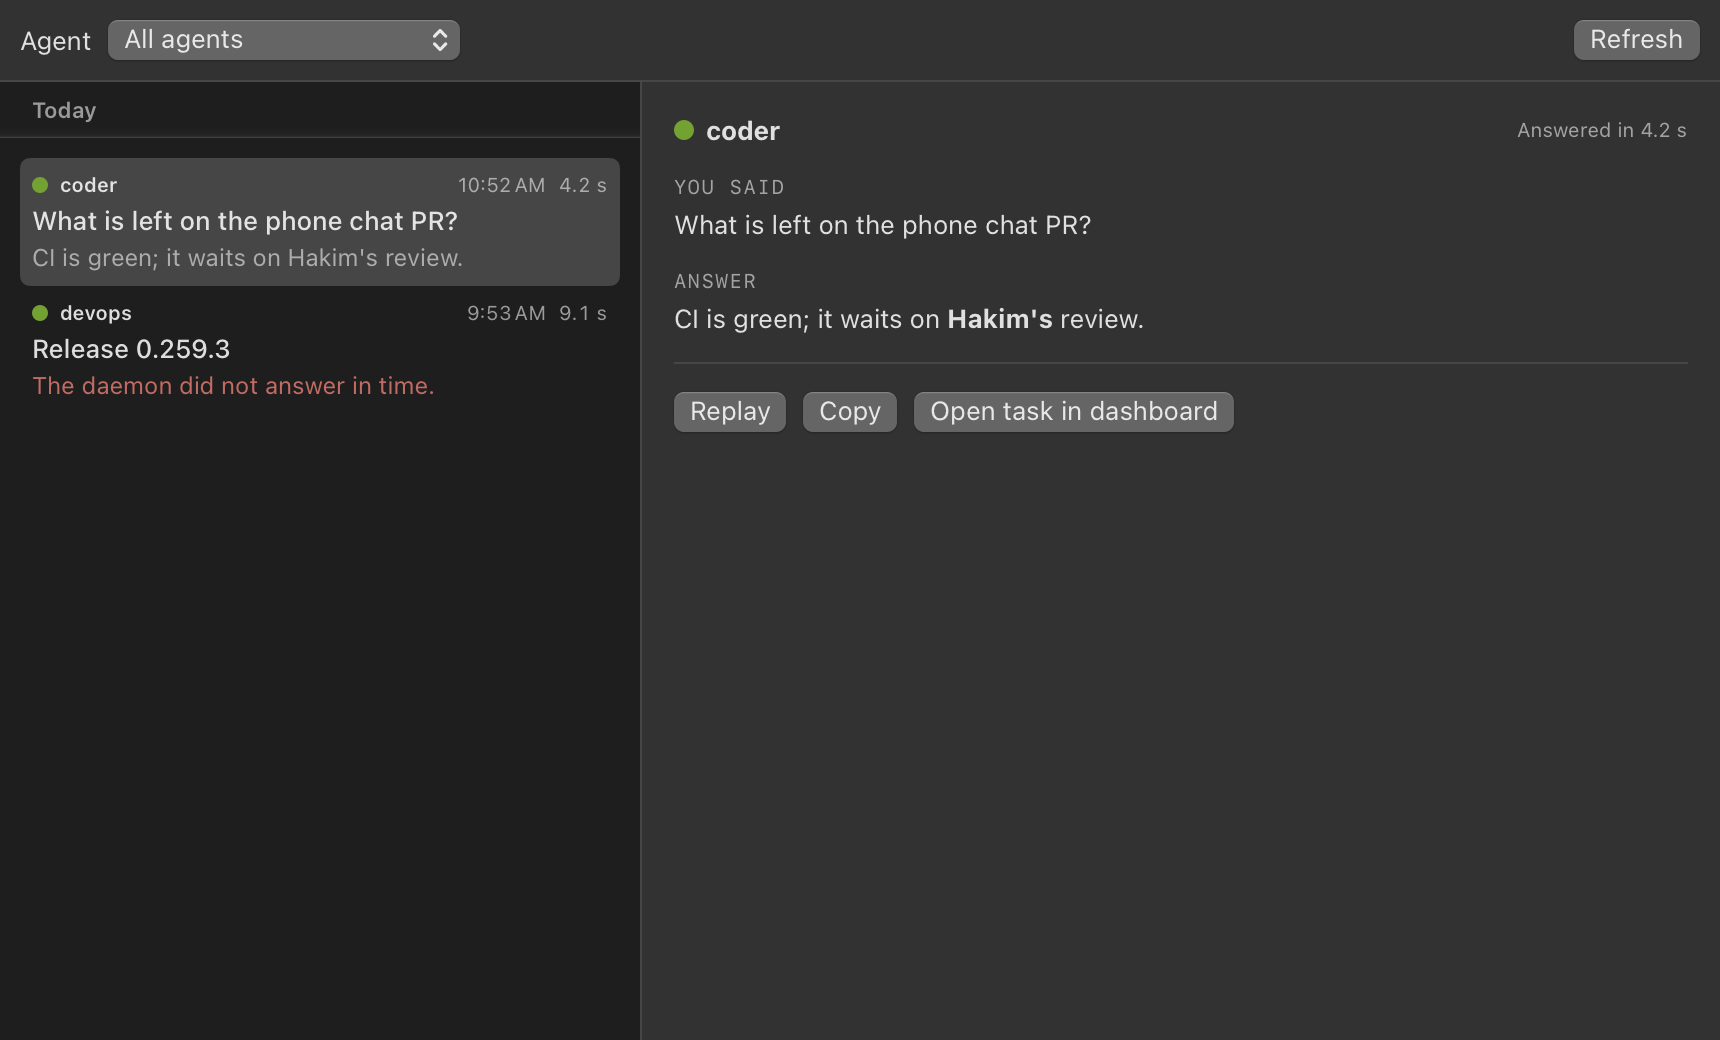 Agent All agents Refresh
Today
coder 10:52 AM 4.2 s
What is left on the phone chat PR?
CI is green; it waits on Hakim's review.
devops 9:53 AM 9.1 s
Release 0.259.3
The daemon did not answer in time.
coder Answered in 4.2 s
YOU SAID
What is left on the phone chat PR?
ANSWER
CI is green; it waits on Hakim's review.
Replay Copy Open task in dashboard